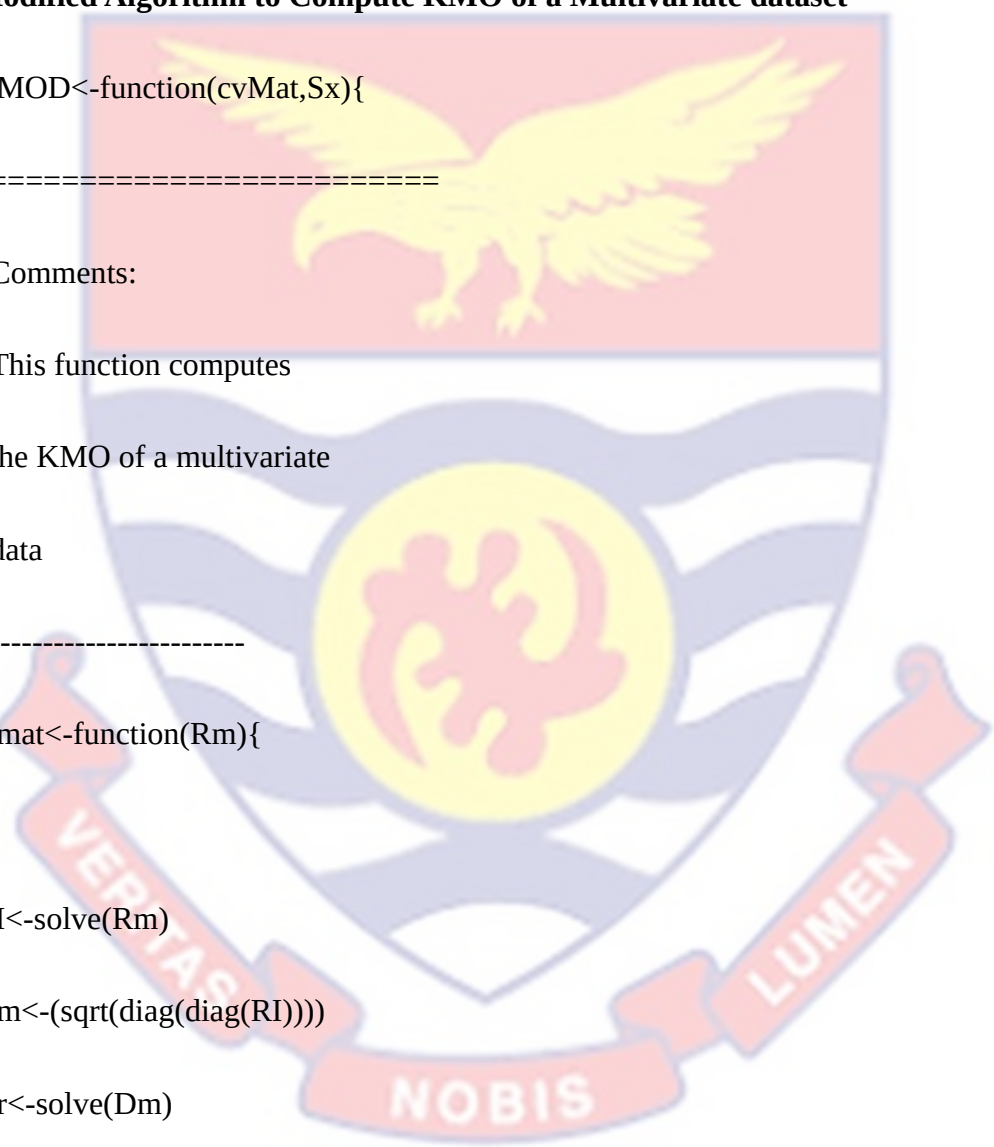 odified Algorithm to Compute KMO of a Multivariate dataset
MOD<-function(cvMat,Sx){
==========================
Comments:
This function computes
he KMO of a multivariate
data
-----------------------
mat<-function(Rm){
I<-solve(Rm)
m<-(sqrt(diag(diag(RI))))
r<-solve(Dm)
VERITAS
NOBIS
LUMEN